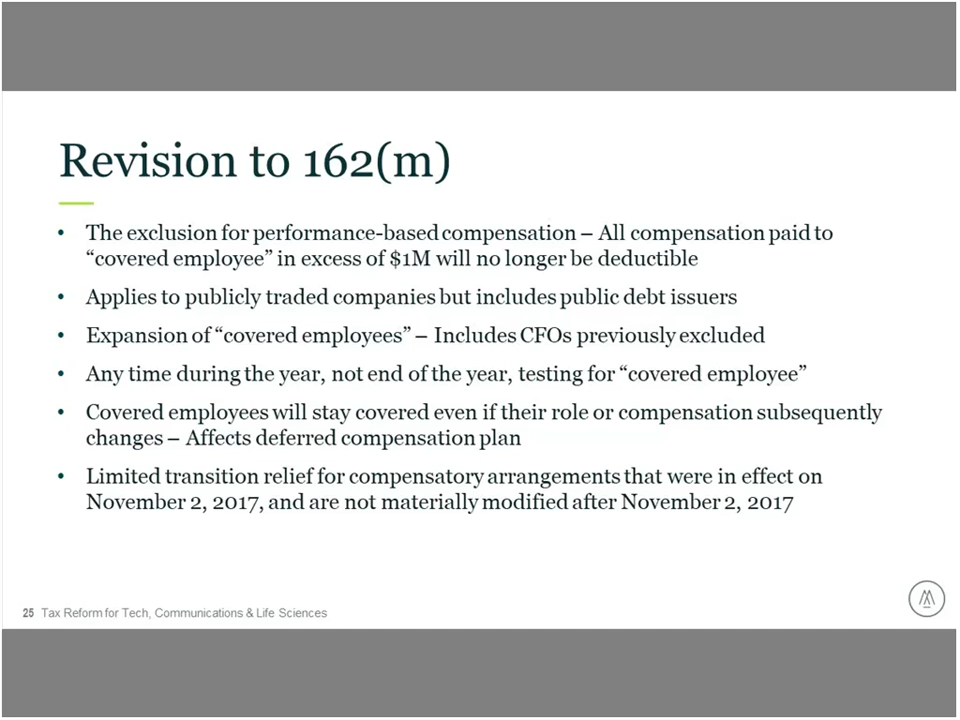 Revision to 162(m)
• The exclusion for performance-based compensation – All compensation paid to
“covered employee” in excess of $1M will no longer be deductible
• Applies to publicly traded companies but includes public debt issuers
• Expansion of “covered employees” – Includes CFOs previously excluded
• Any time during the year, not end of the year, testing for “covered employee”
• Covered employees will stay covered even if their role or compensation subsequently
changes – Affects deferred compensation plan
• Limited transition relief for compensatory arrangements that were in effect on
November 2, 2017, and are not materially modified after November 2, 2017
25 Tax Reform for Tech, Communications & Life Sciences